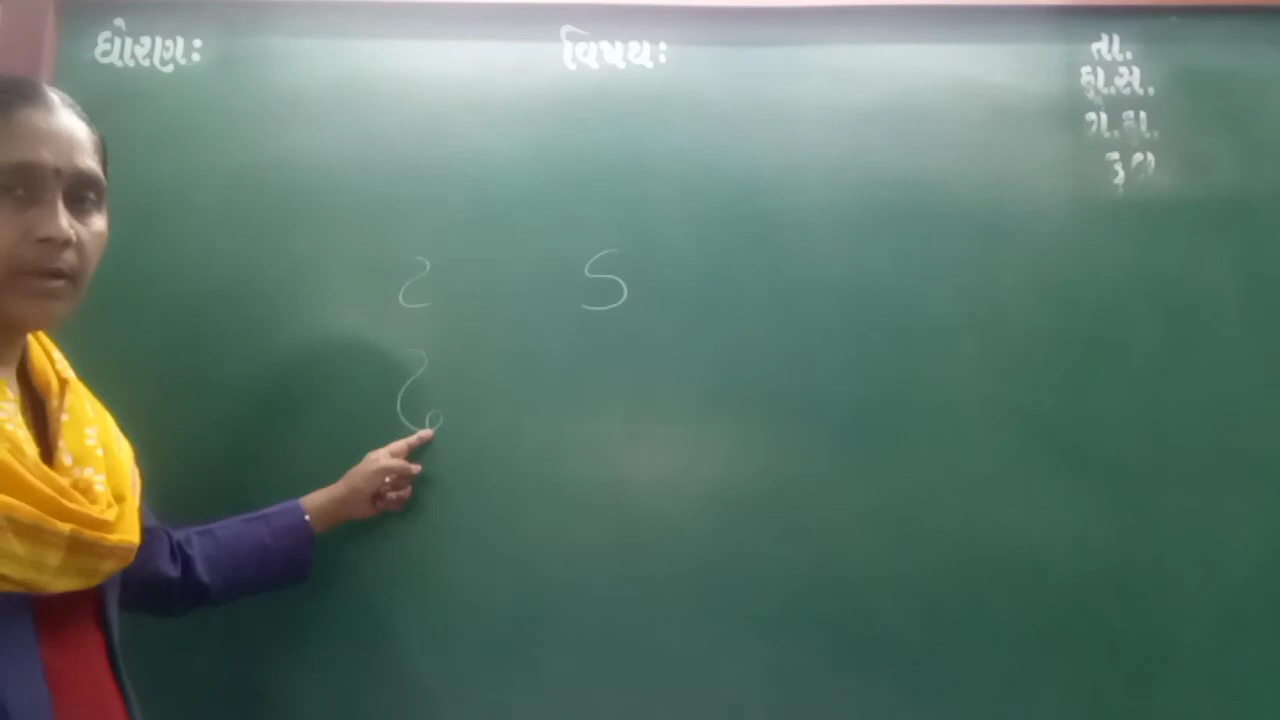 ધોરણ: વિષય: તા.
કુ.સ.
ગ.હા.
કુલ
ટ ડ
ઢ